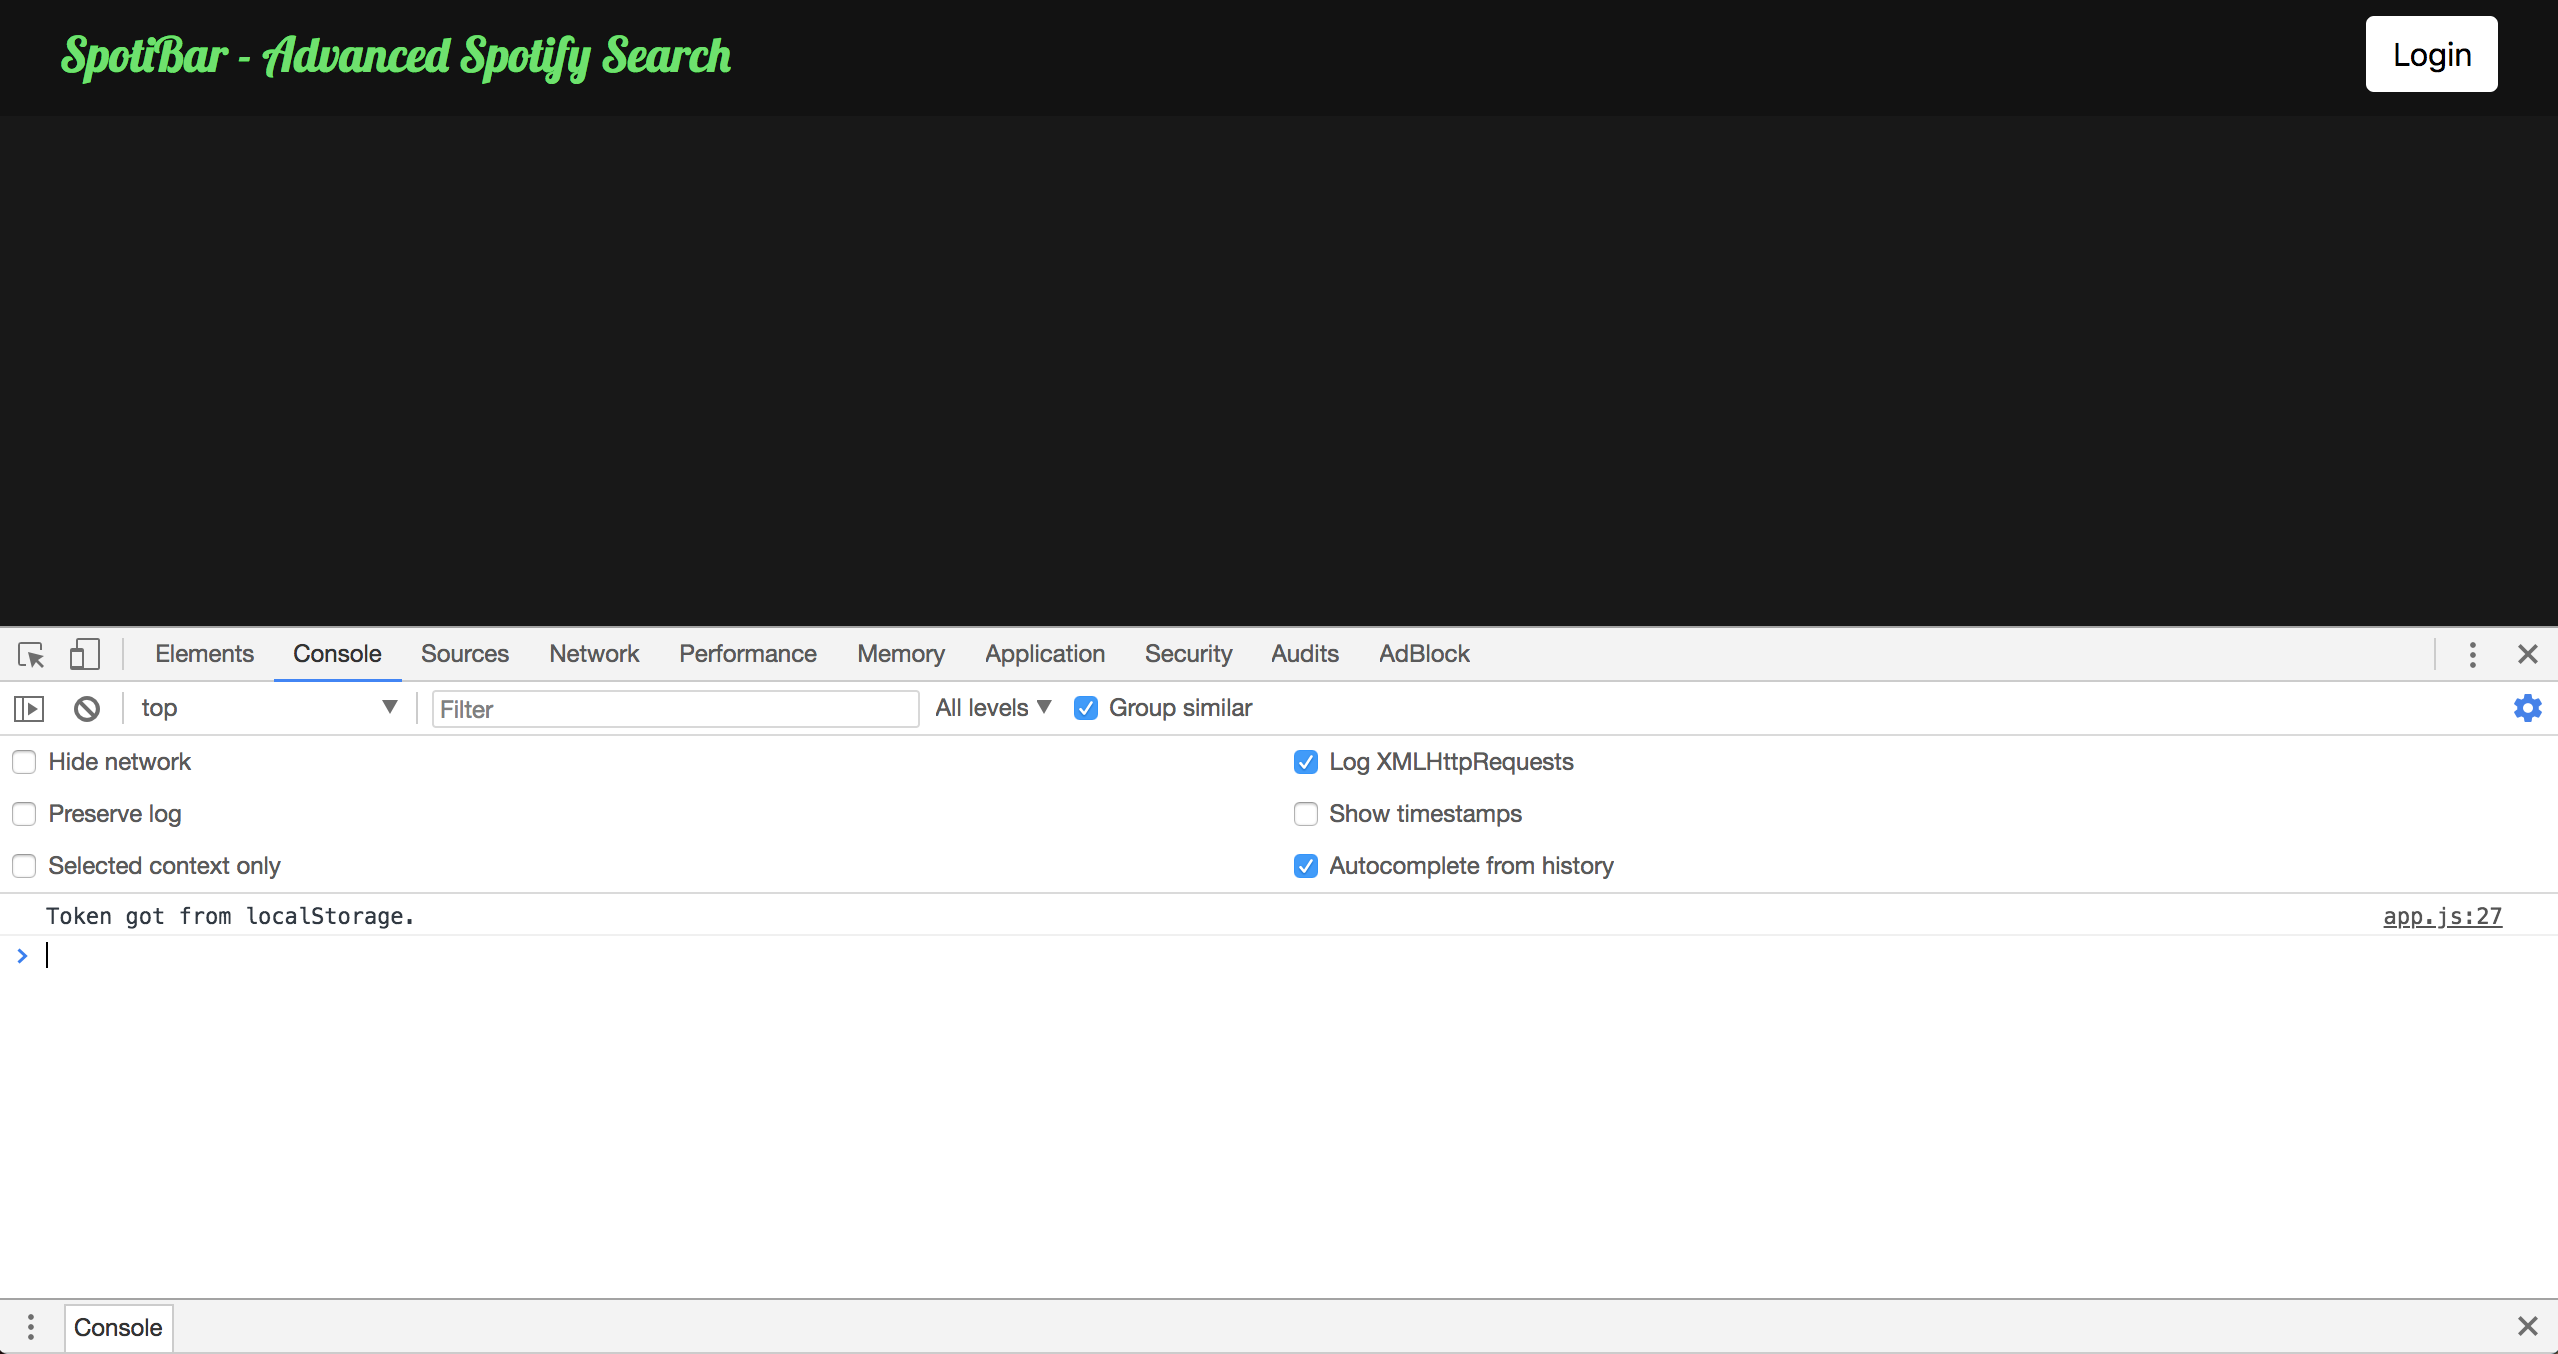 SpotiBar - Advanced Spotify Search
Login
Elements Console Sources Network Performance Memory Application Security Audits AdBlock
top Filter All levels Group similar
Hide network Log XMLHttpRequests
Preserve log Show timestamps
Selected context only Autocomplete from history
Token got from localStorage. app.js:27
Console